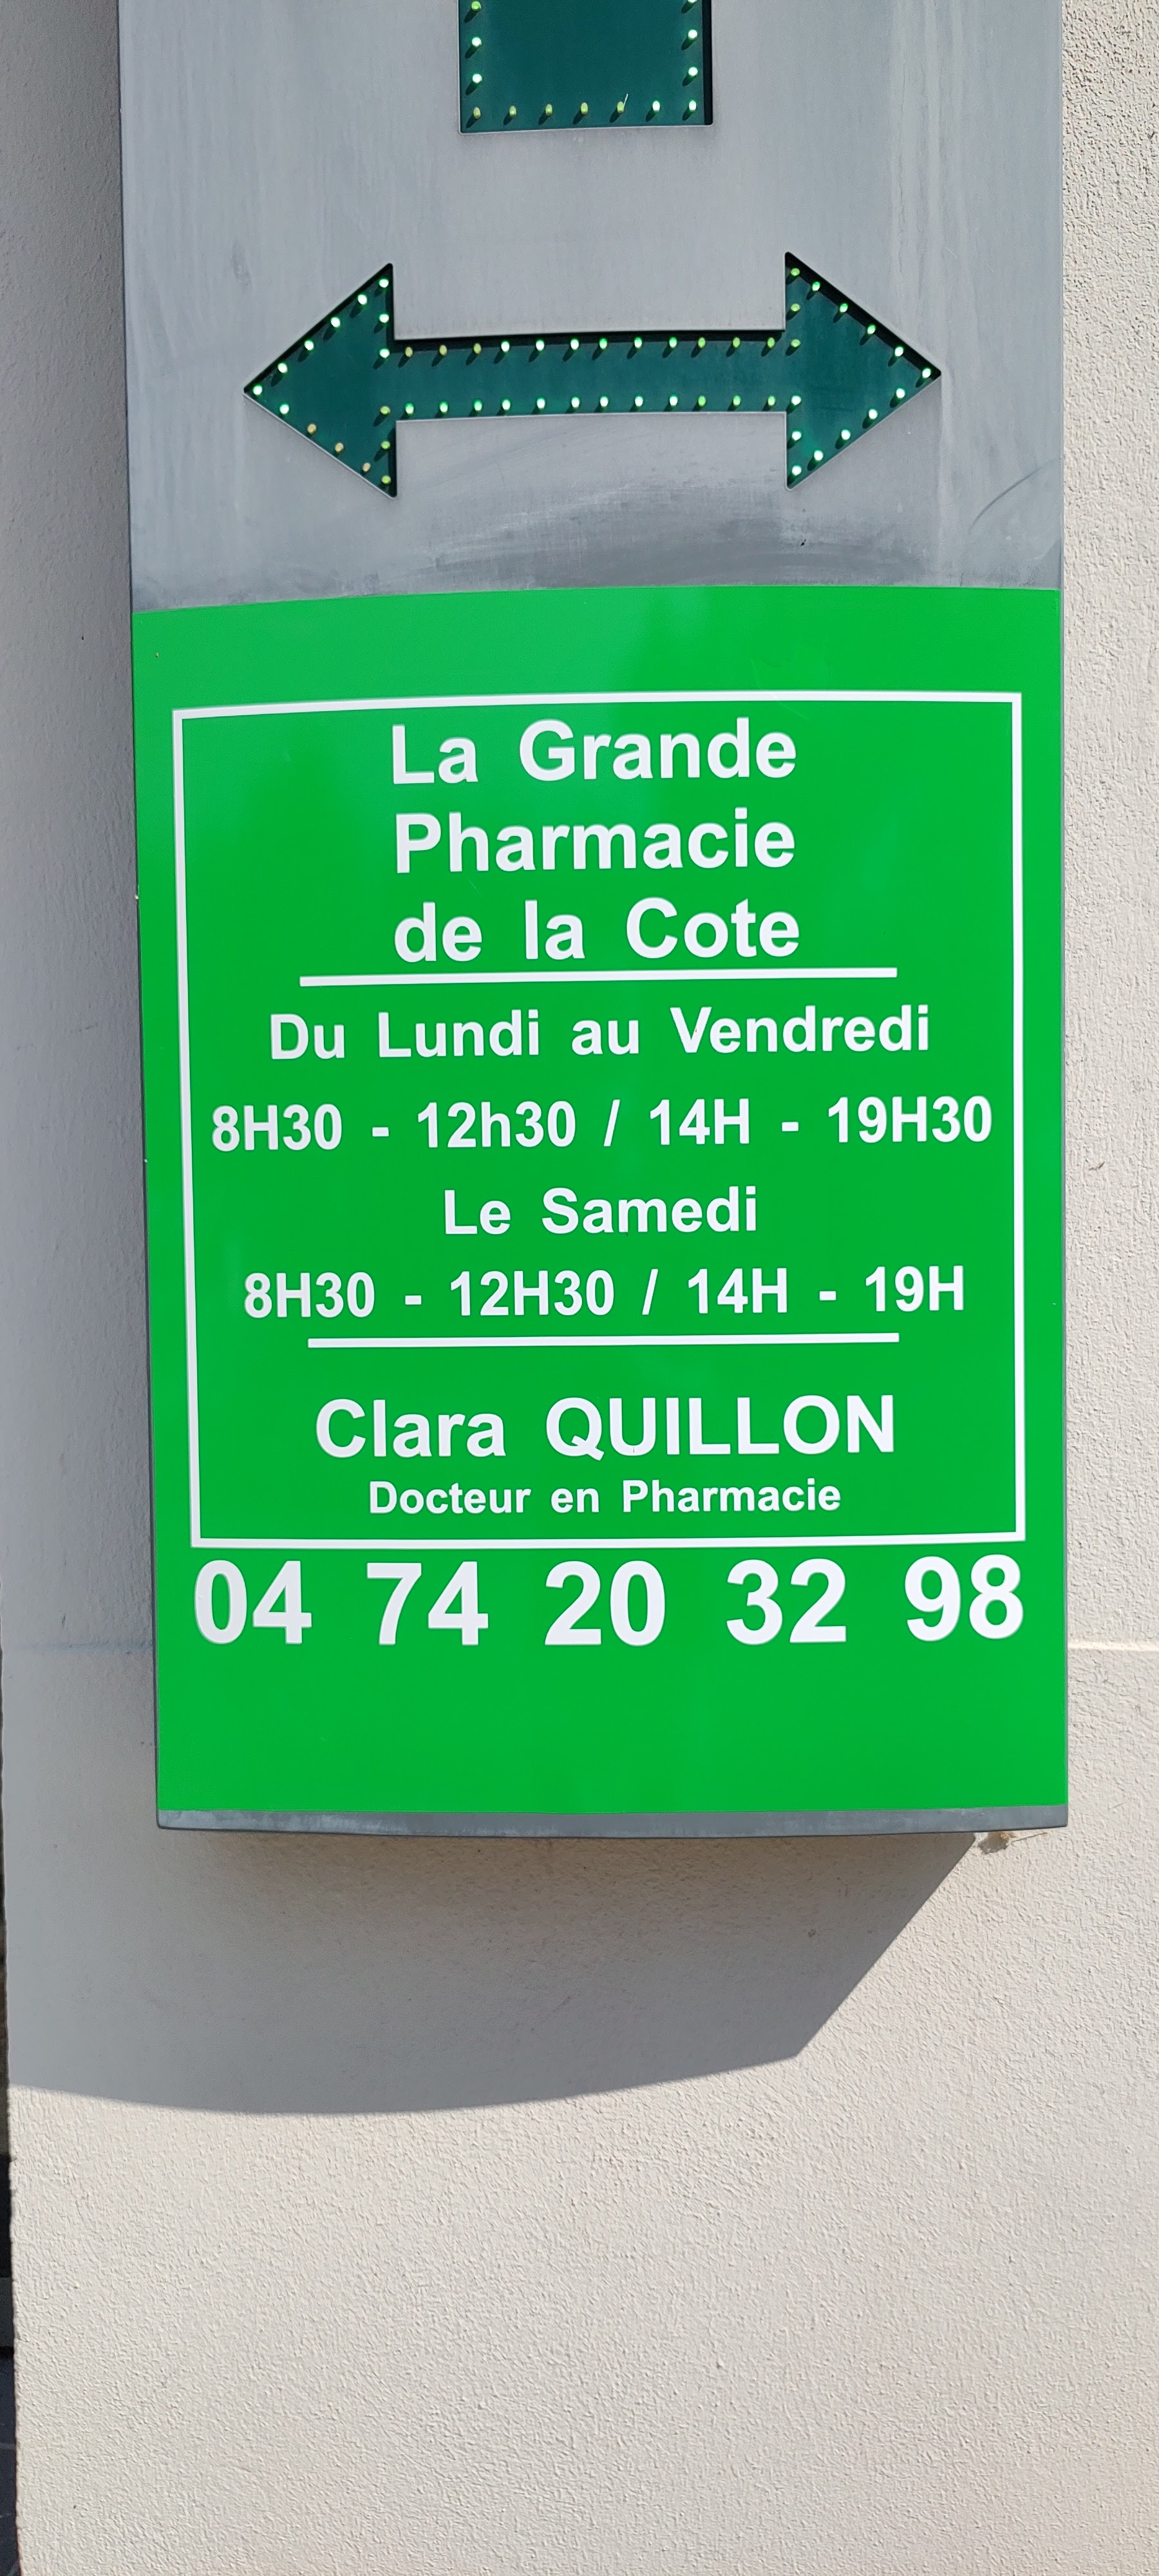 La Grande
Pharmacie
de la Cote
Du Lundi au Vendredi
8H30 - 12h30 / 14H - 19H30
Le Samedi
8H30 - 12H30 / 14H - 19H
Clara QUILLON
Docteur en Pharmacie
04 74 20 32 98